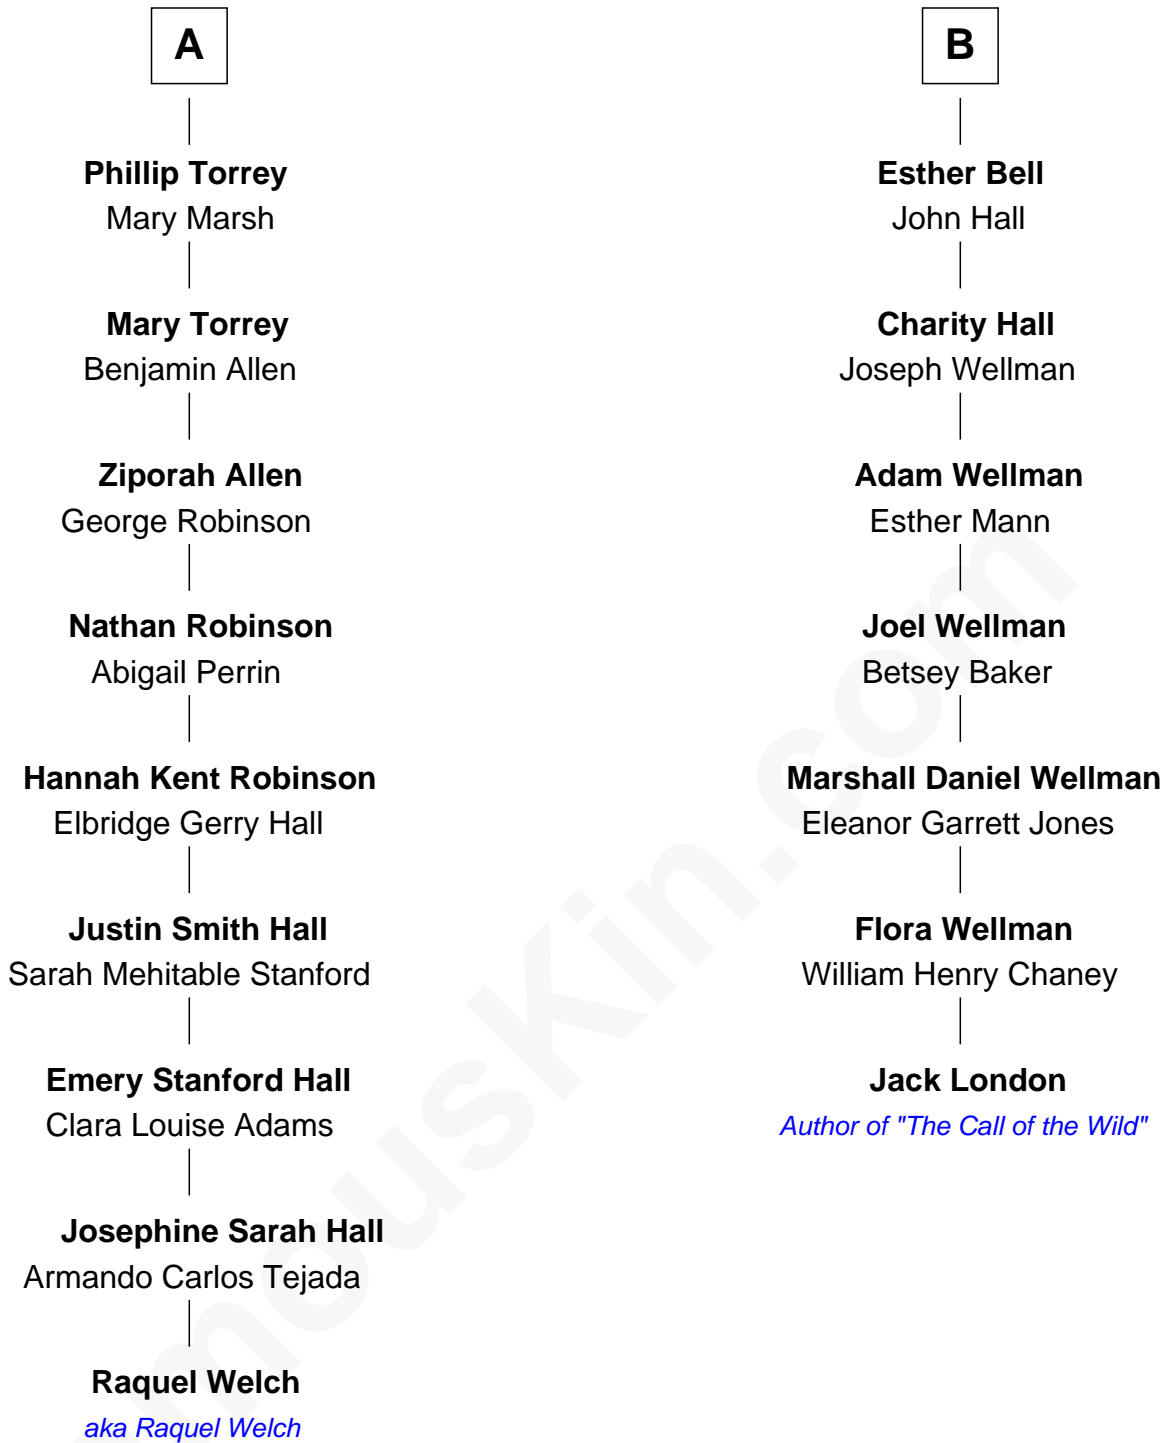 A
Phillip Torrey
Mary Marsh
Mary Torrey
Benjamin Allen
Ziporah Allen
George Robinson
Nathan Robinson
Abigail Perrin
Hannah Kent Robinson
Elbridge Gerry Hall
Justin Smith Hall
Sarah Mehitable Stanford
Emery Stanford Hall
Clara Louise Adams
Josephine Sarah Hall
Armando Carlos Tejada
Raquel Welch
aka Raquel Welch
B
Esther Bell
John Hall
Charity Hall
Joseph Wellman
Adam Wellman
Esther Mann
Joel Wellman
Betsey Baker
Marshall Daniel Wellman
Eleanor Garrett Jones
Flora Wellman
William Henry Chaney
Jack London
Author of "The Call of the Wild"
mouskin.com